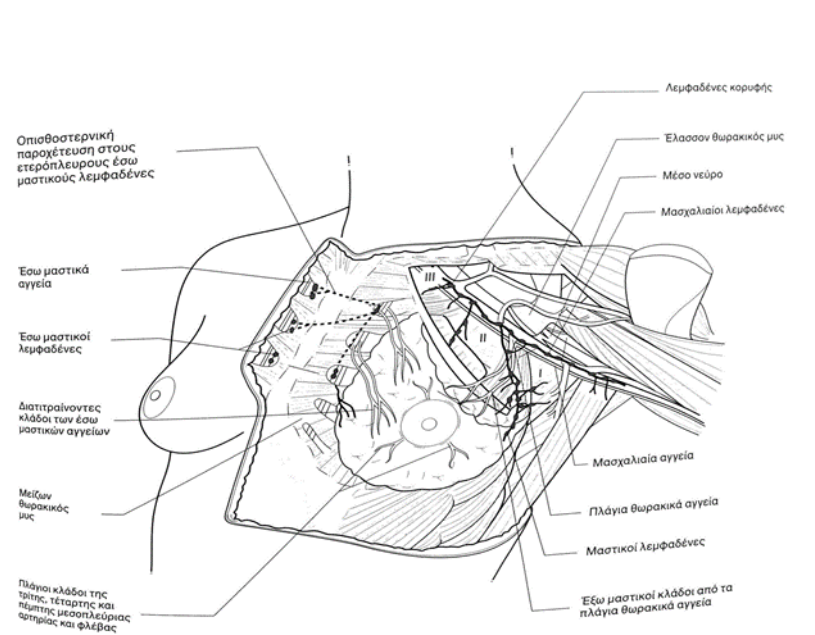 Οπισθοστερνική
παροχέτευση στους
ετερόπλευρους έσω
μαστικούς λεμφαδένες
Έσω μαστικά
αγγεία
Έσω μαστικοί
λεμφαδένες
Διατιτραίνοντες
κλάδοι των έσω
μαστικών αγγείων
Μείζων
θωρακικός
μυς
Πλάγιοι κλάδοι της
τρίτης, τέταρτης και
πέμπτης μεσοπλεύριας
αρτηρίας και φλέβας
Λεμφαδένες κορυφής
Έλασσον θωρακικός μυς
Μέσο νεύρο
Μασχαλιαίοι λεμφαδένες
III
II
I
Μασχαλιαία αγγεία
Πλάγια θωρακικά αγγεία
Μαστικοί λεμφαδένες
Έξω μαστικοί κλάδοι από τα
πλάγια θωρακικά αγγεία